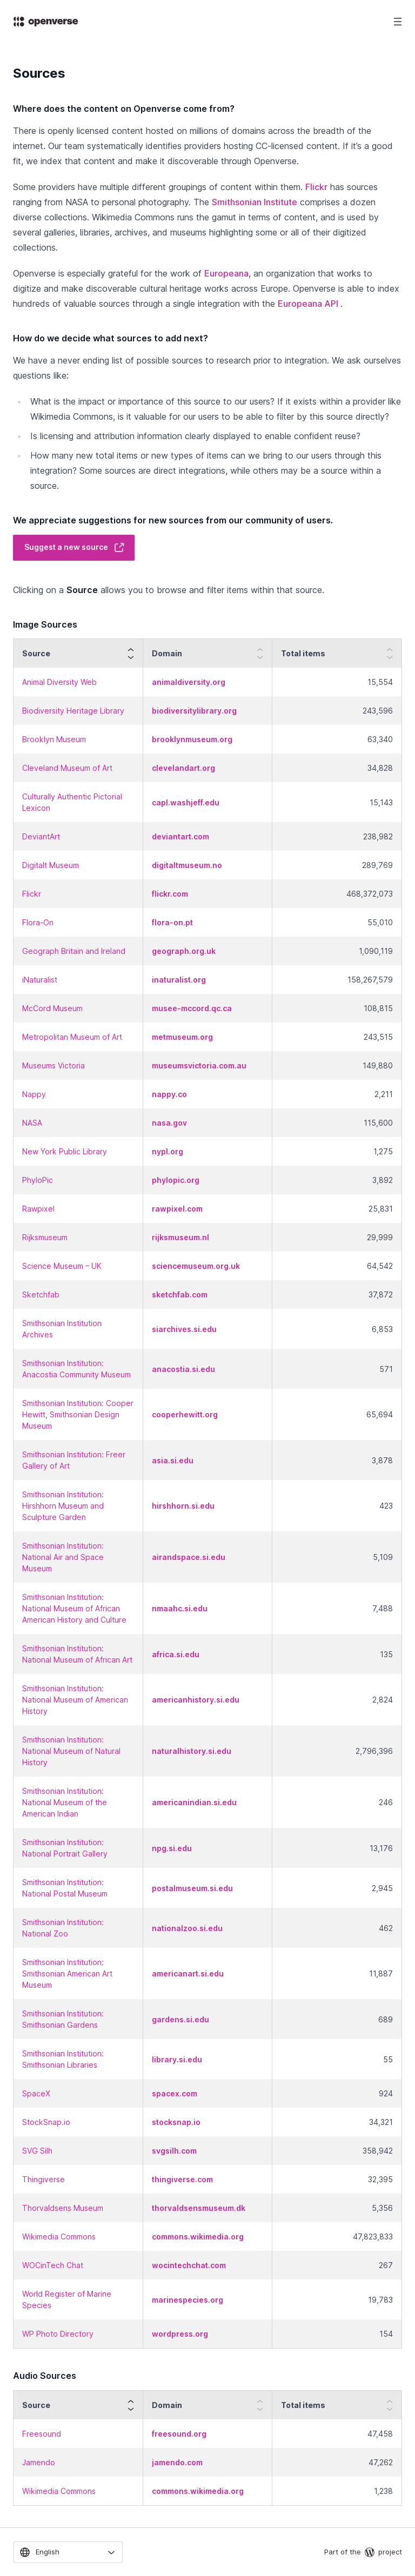 openverse
Sources
Where does the content on Openverse come from?
There is openly licensed content hosted on millions of domains across the breadth of the
internet. Our team systematically identifies providers hosting CC-licensed content. If it's a good
fit, we index that content and make it discoverable through Openverse.
Some providers have multiple different groupings of content within them. Flickr has sources
ranging from NASA to personal photography. The Smithsonian Institute comprises a dozen
diverse collections. Wikimedia Commons runs the gamut in terms of content, and is used by
several galleries, libraries, archives, and museums highlighting some or all of their digitized
collections.
Openverse is especially grateful for the work of Europeana, an organization that works to
digitize and make discoverable cultural heritage works across Europe. Openverse is able to index
hundreds of valuable sources through a single integration with the Europeana API .
How do we decide what sources to add next?
We have a never ending list of possible sources to research prior to integration. We ask ourselves
questions like:
What is the impact or importance of this source to our users? If it exists within a provider like
Wikimedia Commons, is it valuable for our users to be able to filter by this source directly?
Is licensing and attribution information clearly displayed to enable confident reuse?
How many new total items or new types of items can we bring to our users through this
integration? Some sources are direct integrations, while others may be a source within a
source.
We appreciate suggestions for new sources from our community of users.
Suggest a new source
Clicking on a Source allows you to browse and filter items within that source.
Image Sources
Source Domain Total items
Animal Diversity Web animaldiversity.org 15,554
Biodiversity Heritage Library biodiversitylibrary.org 243,596
Brooklyn Museum brooklynmuseum.org 63,340
Cleveland Museum of Art clevelandart.org 34,828
Culturally Authentic Pictorial
Lexicon capl.washjeff.edu 15,143
DeviantArt deviantart.com 238,982
Digitalt Museum digitaltmuseum.no 289,769
Flickr flickr.com 468,372,073
Flora-On flora-on.pt 55,010
Geograph Britain and Ireland geograph.org.uk 1,090,119
iNaturalist inaturalist.org 158,267,579
McCord Museum musee-mccord.qc.ca 108,815
Metropolitan Museum of Art metmuseum.org 243,515
Museums Victoria museumsvictoria.com.au 149,880
Nappy nappy.co 2,211
NASA nasa.gov 115,600
New York Public Library nypl.org 1,275
PhyloPic phylopic.org 3,892
Rawpixel rawpixel.com 25,831
Rijksmuseum rijksmuseum.nl 29,999
Science Museum – UK sciencemuseum.org.uk 64,542
Sketchfab sketchfab.com 37,872
Smithsonian Institution
Archives siarchives.si.edu 6,853
Smithsonian Institution:
Anacostia Community Museum anacostia.si.edu 571
Smithsonian Institution: Cooper
Hewitt, Smithsonian Design
Museum cooperhewitt.org 65,694
Smithsonian Institution: Freer
Gallery of Art asia.si.edu 3,878
Smithsonian Institution:
Hirshhorn Museum and
Sculpture Garden hirshhorn.si.edu 423
Smithsonian Institution:
National Air and Space
Museum airandspace.si.edu 5,109
Smithsonian Institution:
National Museum of African
American History and Culture nmaahc.si.edu 7,488
Smithsonian Institution:
National Museum of African Art africa.si.edu 135
Smithsonian Institution:
National Museum of American
History americanhistory.si.edu 2,824
Smithsonian Institution:
National Museum of Natural
History naturalhistory.si.edu 2,796,396
Smithsonian Institution:
National Museum of the
American Indian americanindian.si.edu 246
Smithsonian Institution:
National Portrait Gallery npg.si.edu 13,176
Smithsonian Institution:
National Postal Museum postalmuseum.si.edu 2,945
Smithsonian Institution:
National Zoo nationalzoo.si.edu 462
Smithsonian Institution:
Smithsonian American Art
Museum americanart.si.edu 11,887
Smithsonian Institution:
Smithsonian Gardens gardens.si.edu 689
Smithsonian Institution:
Smithsonian Libraries library.si.edu 55
SpaceX spacex.com 924
StockSnap.io stocksnap.io 34,321
SVG Silh svgsilh.com 358,942
Thingiverse thingiverse.com 32,395
Thorvaldsens Museum thorvaldsensmuseum.dk 5,356
Wikimedia Commons commons.wikimedia.org 47,823,833
WOCinTech Chat wocintechchat.com 267
World Register of Marine
Species marinespecies.org 19,783
WP Photo Directory wordpress.org 154
Audio Sources
Source Domain Total items
Freesound freesound.org 47,458
Jamendo jamendo.com 47,262
Wikimedia Commons commons.wikimedia.org 1,238
English Part of the project